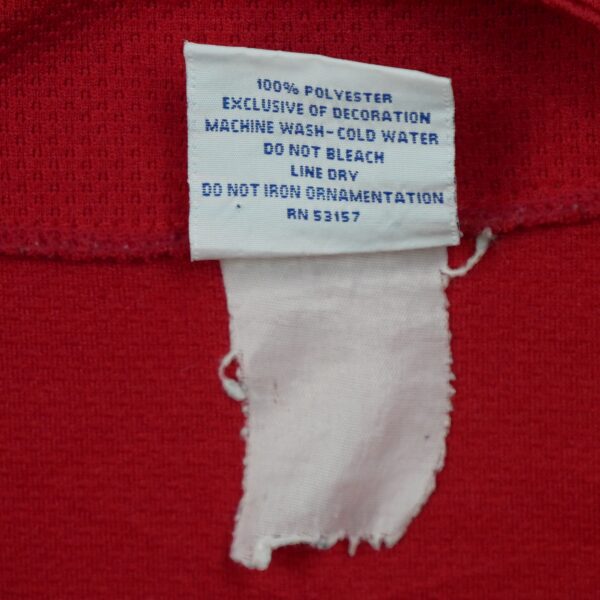 100% POLYESTER
EXCLUSIVE OF DECORATION
MACHINE WASH-COLD WATER
DO NOT BLEACH
LINE DRY
DO NOT IRON ORNAMENTATION
RN 53157